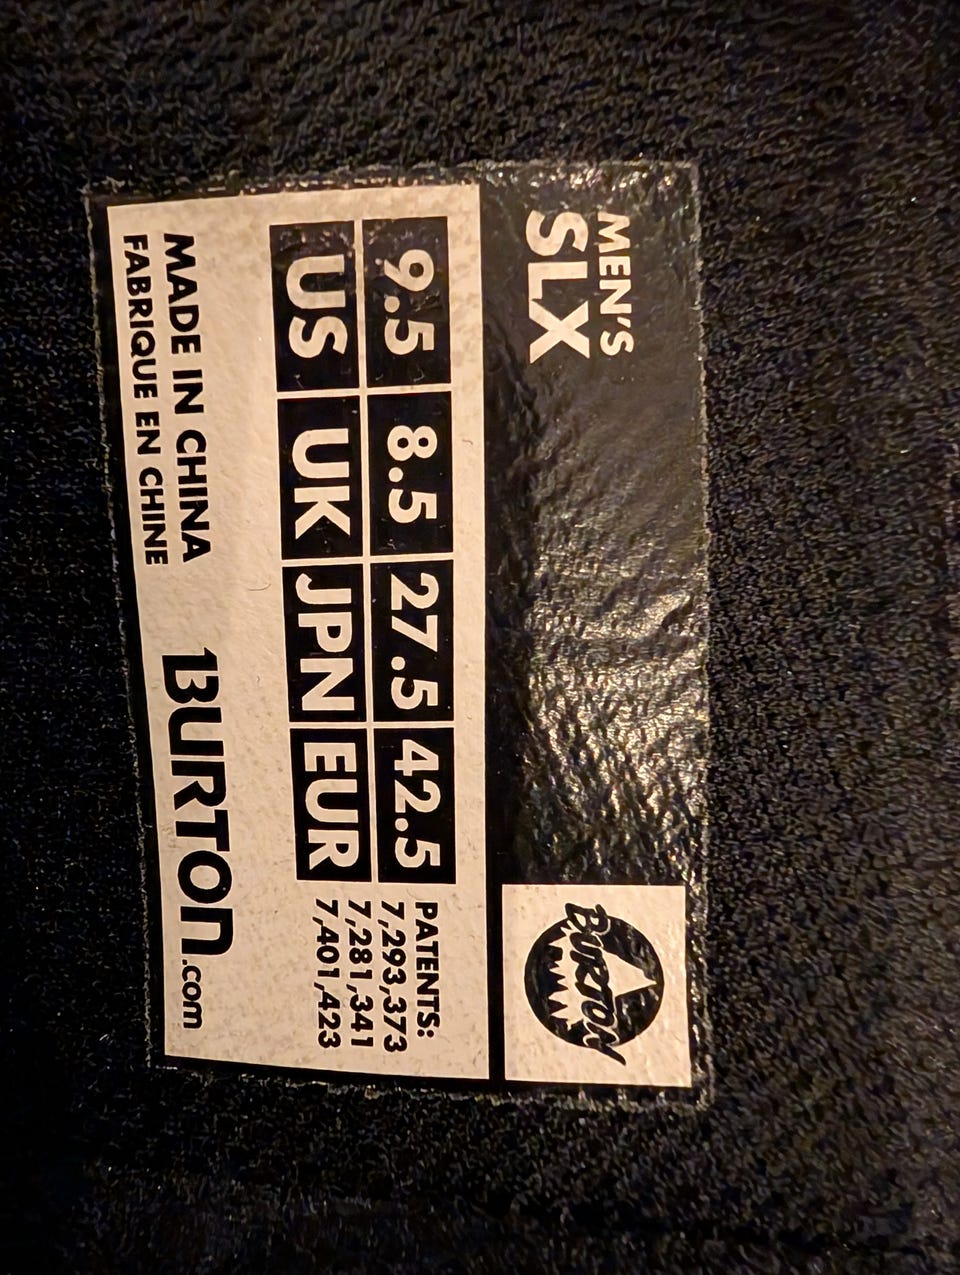 MEN'S
SLX
BURTON
9.5 8.5 27.5 42.5
US UK JPN EUR
PATENTS:
7,293,373
7,281,341
7,401,423
MADE IN CHINA
FABRIQUE EN CHINE
BURTON.com